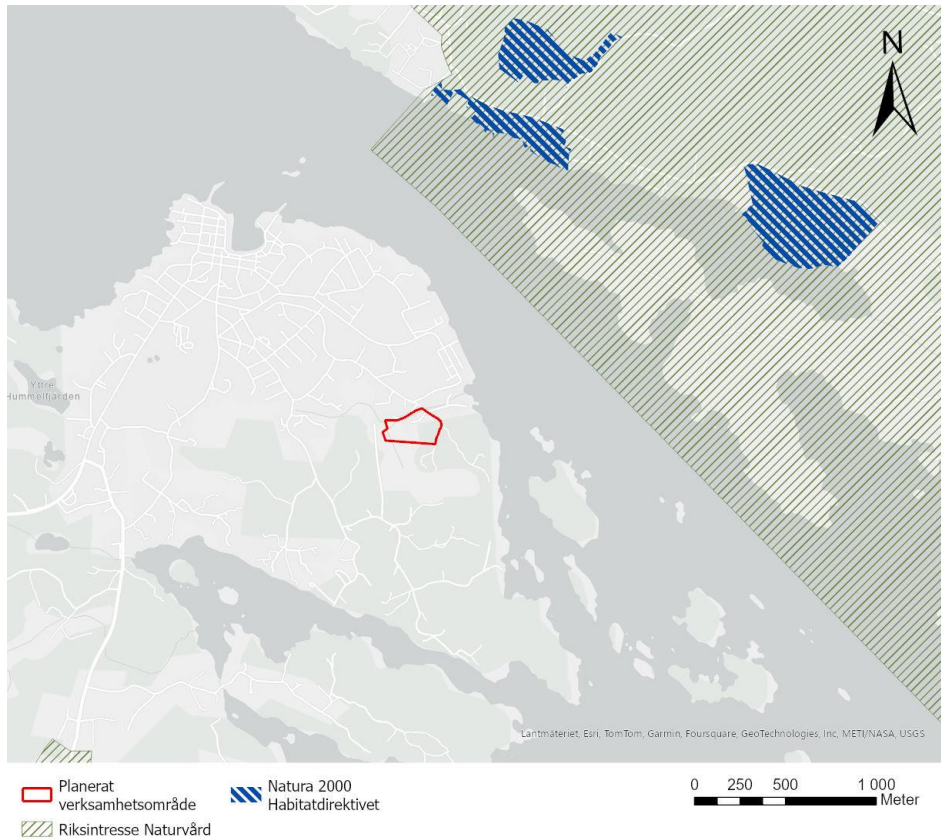 N
Yttre
Hummelfjärden
Lantmäteriet, Esri, TomTom, Garmin, Foursquare, GeoTechnologies, Inc, METI/NASA, USGS
Planerat
verksamhetsområde
Natura 2000
Habitatdirektivet
Riksintresse Naturvård
0 250 500 1 000
Meter